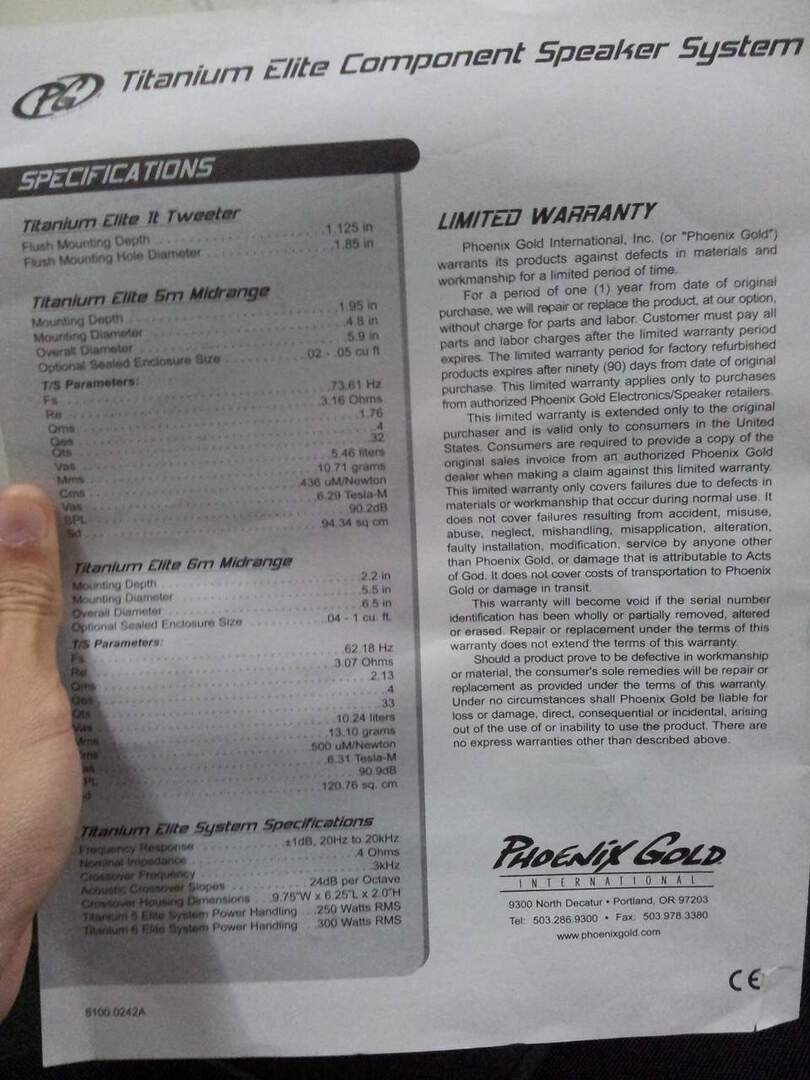 PG Titanium Elite Component Speaker System
SPECIFICATIONS
Titanium Elite 1t Tweeter
Flush Mounting Depth 1.125 in
Flush Mounting Hole Diameter 1.85 in
Titanium Elite 5m Midrange
Mounting Depth 1.95 in
Mounting Diameter 4.8 in
Overall Diameter 5.9 in
Optional Sealed Enclosure Size .02 - .05 cu ft
T/S Parameters:
Fs 73.61 Hz
Re 3.16 Ohms
Qms 1.76
Qes .4
Qts .32
Vas 5.46 liters
Mms 10.71 grams
Cms 436 uM/Newton
Vas 6.29 Tesla-M
SPL 90.2dB
Sd 94.34 sq cm
Titanium Elite 6m Midrange
Mounting Depth 2.2 in
Mounting Diameter 5.5 in
Overall Diameter 6.5 in
Optional Sealed Enclosure Size .04 - 1 cu. ft.
T/S Parameters:
Fs 62.18 Hz
Re 3.07 Ohms
Qms 2.13
Qes .4
Qts .33
Vas 10.24 liters
Mms 13.10 grams
ms 500 uM/Newton
as 6.31 Tesla-M
PL 90.9dB
d 120.76 sq. cm
Titanium Elite System Specifications
Frequency Response ±1dB, 20Hz to 20kHz
Nominal Impedance 4 Ohms
Crossover Frequency 3kHz
Acoustic Crossover Slopes 24dB per Octave
Crossover Housing Dimensions 9.75"W x 6.25"L x 2.0"H
Titanium 5 Elite System Power Handling 250 Watts RMS
Titanium 6 Elite System Power Handling 300 Watts RMS
8100.0242A
LIMITED WARRANTY
Phoenix Gold International, Inc. (or "Phoenix Gold")
warrants its products against defects in materials and
workmanship for a limited period of time.
For a period of one (1) year from date of original
purchase, we will repair or replace the product, at our option,
without charge for parts and labor. Customer must pay all
parts and labor charges after the limited warranty period
expires. The limited warranty period for factory refurbished
products expires after ninety (90) days from date of original
purchase. This limited warranty applies only to purchases
from authorized Phoenix Gold Electronics/Speaker retailers.
This limited warranty is extended only to the original
purchaser and is valid only to consumers in the United
States. Consumers are required to provide a copy of the
original sales invoice from an authorized Phoenix Gold
dealer when making a claim against this limited warranty.
This limited warranty only covers failures due to defects in
materials or workmanship that occur during normal use. It
does not cover failures resulting from accident, misuse,
abuse, neglect, mishandling, misapplication, alteration,
faulty installation, modification, service by anyone other
than Phoenix Gold, or damage that is attributable to Acts
of God. It does not cover costs of transportation to Phoenix
Gold or damage in transit.
This warranty will become void if the serial number
identification has been wholly or partially removed, altered
or erased. Repair or replacement under the terms of this
warranty does not extend the terms of this warranty.
Should a product prove to be defective in workmanship
or material, the consumer's sole remedies will be repair or
replacement as provided under the terms of this warranty.
Under no circumstances shall Phoenix Gold be liable for
loss or damage, direct, consequential or incidental, arising
out of the use of or inability to use the product. There are
no express warranties other than described above.
PHOENIX GOLD
INTERNATIONAL
9300 North Decatur • Portland, OR 97203
Tel: 503.286.9300 • Fax: 503.978.3380
www.phoenixgold.com
CE